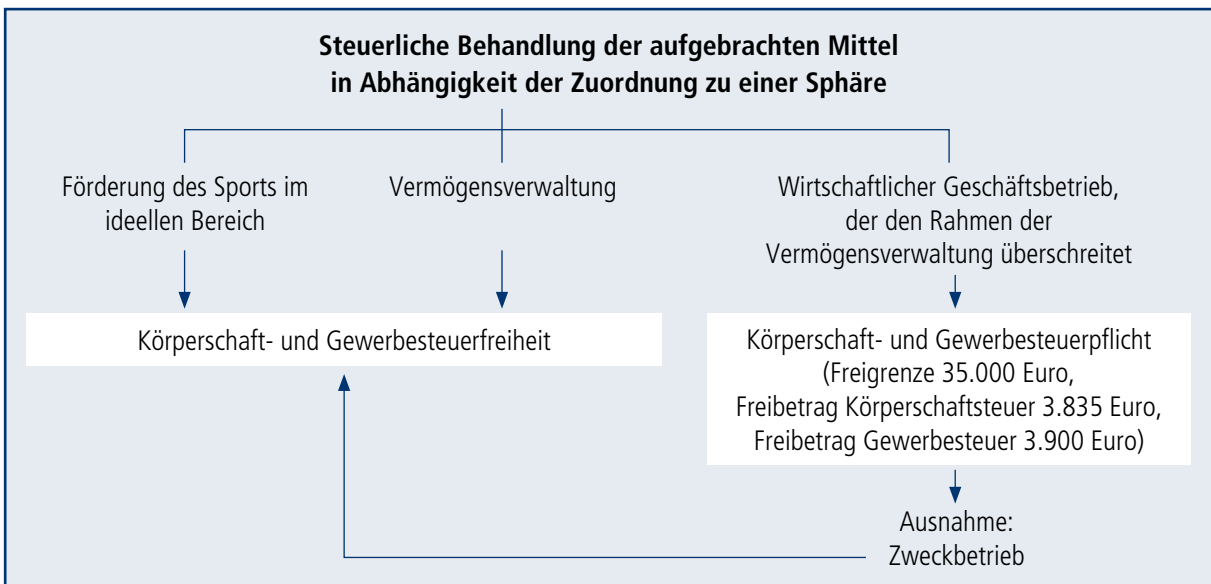 Steuerliche Behandlung der aufgebrachten Mittel
in Abhängigkeit der Zuordnung zu einer Sphäre
Förderung des Sports im
ideellen Bereich
Vermögensverwaltung
Wirtschaftlicher Geschäftsbetrieb,
der den Rahmen der
Vermögensverwaltung überschreitet
Körperschaft- und Gewerbesteuerfreiheit
Körperschaft- und Gewerbesteuerpflicht
(Freigrenze 35.000 Euro,
Freibetrag Körperschaftsteuer 3.835 Euro,
Freibetrag Gewerbesteuer 3.900 Euro)
Ausnahme:
Zweckbetrieb